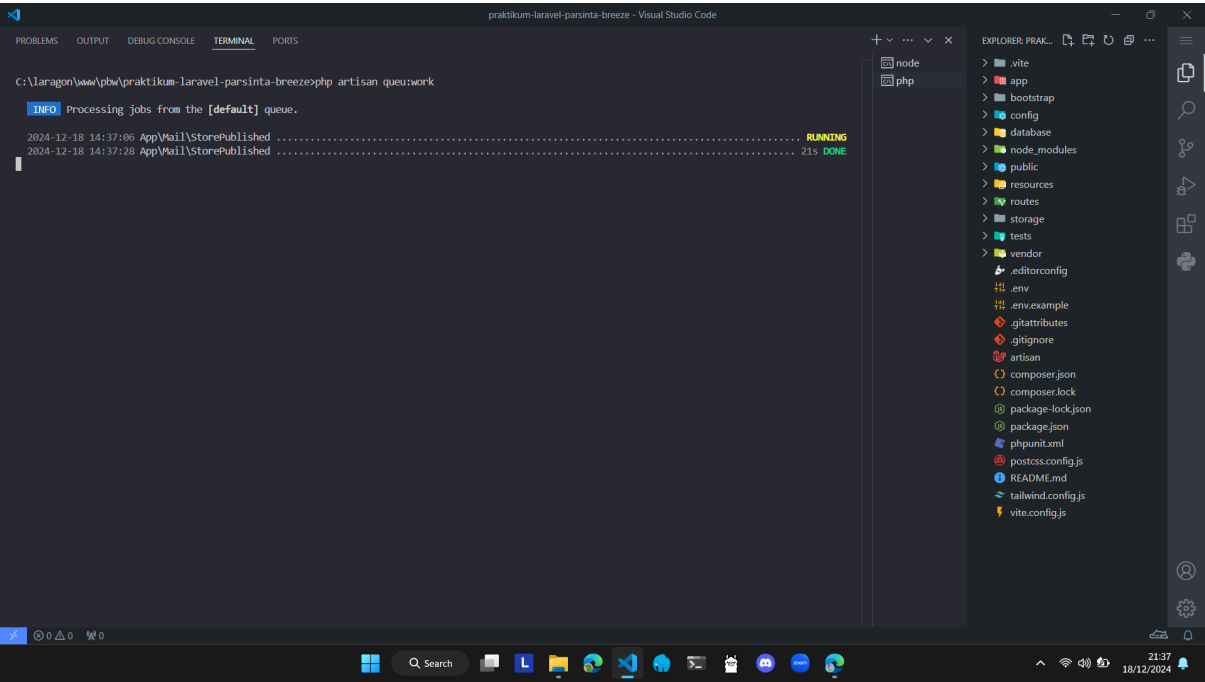 praktikum-laravel-parsinta-breeze - Visual Studio Code
PROBLEMS OUTPUT DEBUG CONSOLE TERMINAL PORTS
C:\laragon\www\pbw\praktikum-laravel-parsinta-breeze>php artisan queu:work
INFO Processing jobs from the [default] queue.
2024-12-18 14:37:06 App\Mail\StorePublished ................................................................................ RUNNING
2024-12-18 14:37:28 App\Mail\StorePublished ............................................................................... 21s DONE
node
php
EXPLORER: PRAK...
.vite
app
bootstrap
config
database
node_modules
public
resources
routes
storage
tests
vendor
.editorconfig
.env
.env.example
.gitattributes
.gitignore
artisan
composer.json
composer.lock
package-lock.json
package.json
phpunit.xml
postcss.config.js
README.md
tailwind.config.js
vite.config.js
0 0 0
Search
L
zoom
21:37
18/12/2024